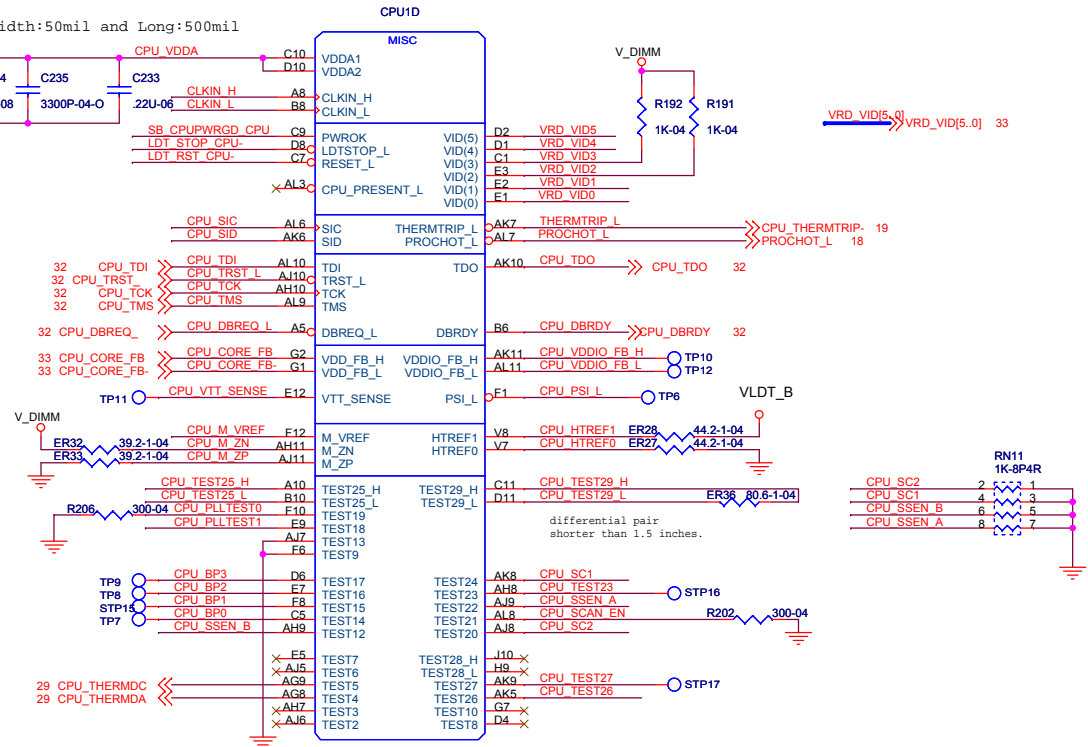 CPU1D
idth:50mil and Long:500mil
MISC
CPU_VDDA C10 VDDA1
D10 VDDA2
V_DIMM
4 C235 C233
08 3300P-04-O .22U-06
CLKIN_H A8 CLKIN_H
CLKIN_L B8 CLKIN_L
R192 R191
1K-04 1K-04
VRD_VID[5..0] VRD_VID[5..0] 33
SB_CPUPWRGD_CPU C9 PWROK VID(5) D2 VRD_VID5
LDT_STOP_CPU- D8 LDTSTOP_L VID(4) D1 VRD_VID4
LDT_RST_CPU- C7 RESET_L VID(3) C1 VRD_VID3
VID(2) E3 VRD_VID2
AL3 CPU_PRESENT_L VID(1) E2 VRD_VID1
VID(0) E1 VRD_VID0
CPU_SIC AL6 SIC THERMTRIP_L AK7 THERMTRIP_L CPU_THERMTRIP- 19
CPU_SID AK6 SID PROCHOT_L AL7 PROCHOT_L PROCHOT_L 18
32 CPU_TDI CPU_TDI AL10 TDI TDO AK10 CPU_TDO CPU_TDO 32
32 CPU_TRST_ CPU_TRST_L AJ10 TRST_L
32 CPU_TCK CPU_TCK AH10 TCK
32 CPU_TMS CPU_TMS AL9 TMS
32 CPU_DBREQ_ CPU_DBREQ_L A5 DBREQ_L DBRDY B6 CPU_DBRDY CPU_DBRDY 32
33 CPU_CORE_FB CPU_CORE_FB G2 VDD_FB_H VDDIO_FB_H AK11 CPU_VDDIO_FB_H TP10
33 CPU_CORE_FB- CPU_CORE_FB- G1 VDD_FB_L VDDIO_FB_L AL11 CPU_VDDIO_FB_L TP12
TP11 CPU_VTT_SENSE E12 VTT_SENSE PSI_L F1 CPU_PSI_L TP6
VLDT_B
V_DIMM
CPU_M_VREF F12 M_VREF HTREF1 V8 CPU_HTREF1 ER28 44.2-1-04
ER32 39.2-1-04 CPU_M_ZN AH11 M_ZN HTREF0 V7 CPU_HTREF0 ER27 44.2-1-04
ER33 39.2-1-04 CPU_M_ZP AJ11 M_ZP
RN11
1K-8P4R
CPU_TEST25_H A10 TEST25_H TEST29_H C11 CPU_TEST29_H
CPU_TEST25_L B10 TEST25_L TEST29_L D11 CPU_TEST29_L ER36 80.6-1-04
CPU_SC2 2 1
CPU_SC1 4 3
CPU_SSEN_B 6 5
CPU_SSEN_A 8 7
R206 300-04 CPU_PLLTEST0 F10 TEST19
CPU_PLLTEST1 E9 TEST18
differential pair
shorter than 1.5 inches.
AJ7 TEST13
F6 TEST9
TP9 CPU_BP3 D6 TEST17 TEST24 AK8 CPU_SC1
TP8 CPU_BP2 E7 TEST16 TEST23 AH8 CPU_TEST23 STP16
STP15 CPU_BP1 F8 TEST15 TEST22 AJ9 CPU_SSEN_A
TP7 CPU_BP0 C5 TEST14 TEST21 AL8 CPU_SCAN_EN R202 300-04
CPU_SSEN_B AH9 TEST12 TEST20 AJ8 CPU_SC2
E5 TEST7 TEST28_H J10
AJ5 TEST6 TEST28_L H9
29 CPU_THERMDC AG9 TEST5 TEST27 AK9 CPU_TEST27 STP17
29 CPU_THERMDA AG8 TEST4 TEST26 AK5 CPU_TEST26
AH7 TEST3 TEST10 G7
AJ6 TEST2 TEST8 D4